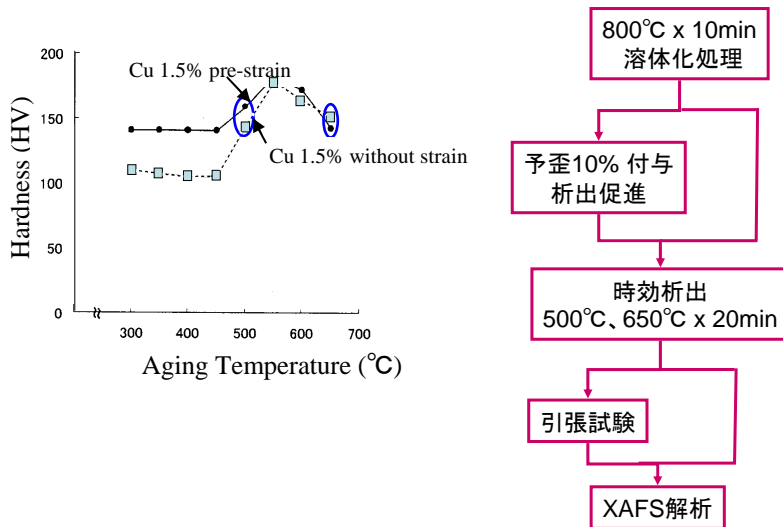 200
150
100
50
0
Hardness (HV)
Cu 1.5% pre-strain
Cu 1.5% without strain
300
400
500
600
700
Aging Temperature (℃)
800℃ x 10min
溶体化処理
予歪10% 付与
析出促進
時効析出
500℃、650℃ x 20min
引張試験
XAFS解析